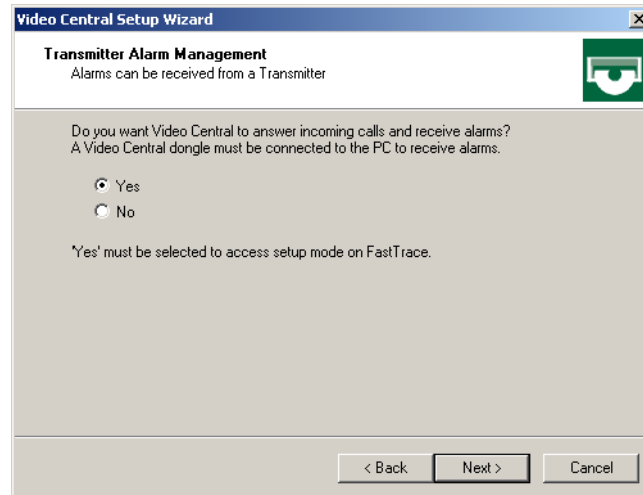 Video Central Setup Wizard
Transmitter Alarm Management
Alarms can be received from a Transmitter
Do you want Video Central to answer incoming calls and receive alarms?
A Video Central dongle must be connected to the PC to receive alarms.
Yes
No
'Yes' must be selected to access setup mode on FastTrace.
< Back Next > Cancel